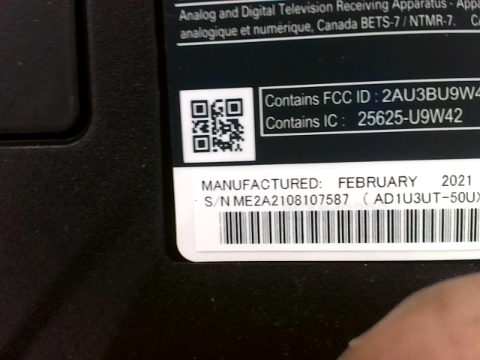 Analog and Digital Television Receiving Apparatus - Appa
analogique et numérique, Canada BETS-7 / NTMR-7. CA
Contains FCC ID : 2AU3BU9W4
Contains IC : 25625-U9W42
MANUFACTURED: FEBRUARY 2021
S/N ME2A2108107587 ( AD1U3UT-50UX